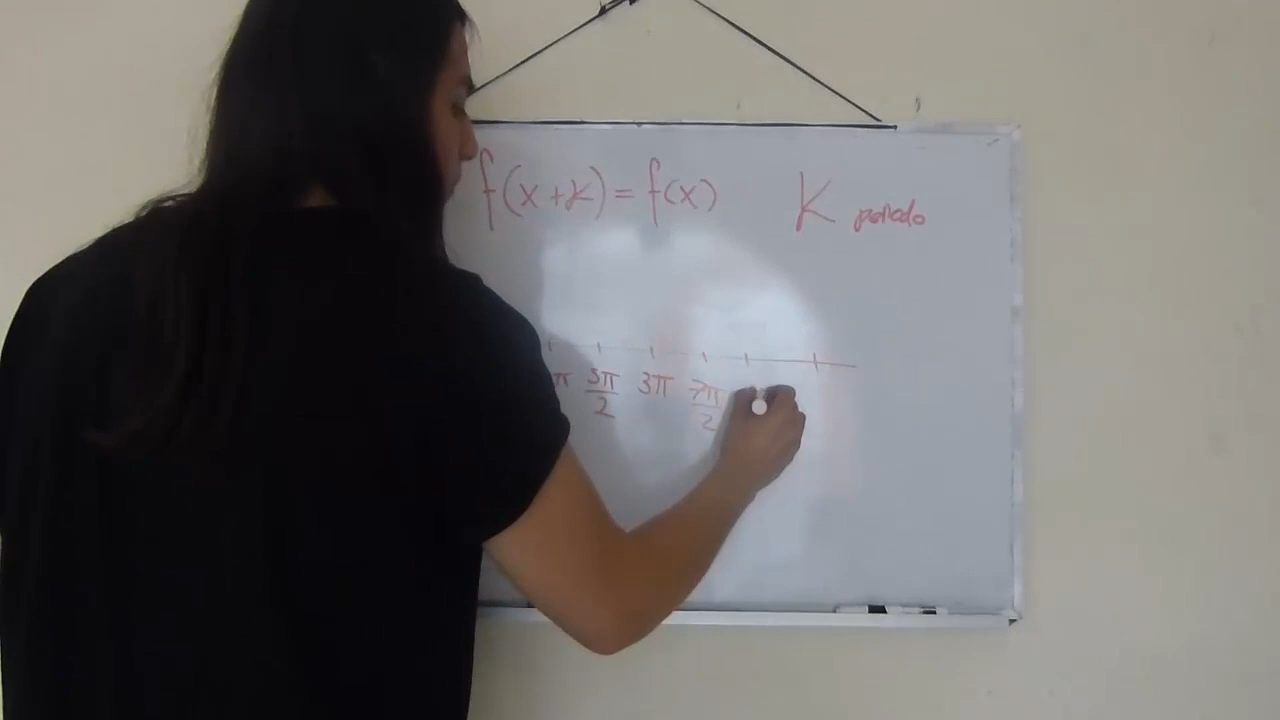 f(x+K) = f(x) K periodo
π 5π/2 3π 7π/2